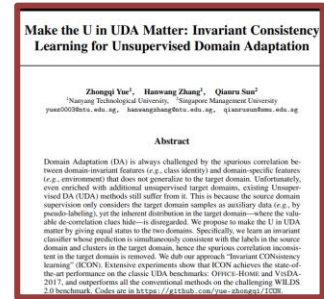 Make the U in UDA Matter: Invariant Consistency
Learning for Unsupervised Domain Adaptation
Zhongqi Yue¹, Hanwang Zhang¹, Qianru Sun²
¹Nanyang Technological University, ²Singapore Management University
yuez0003@ntu.edu.sg, hanwangzhang@ntu.edu.sg, qianrusun@smu.edu.sg
Abstract
Domain Adaptation (DA) is always challenged by the spurious correlation be-
tween domain-invariant features (e.g., class identity) and domain-specific features
(e.g., environment) that does not generalize to the target domain. Unfortunately,
even enriched with additional unsupervised target domains, existing Unsuper-
vised DA (UDA) methods still suffer from it. This is because the source domain
supervision only considers the target domain samples as auxiliary data (e.g., by
pseudo-labeling), yet the inherent distribution in the target domain—where the valu-
able de-correlation clues hide—is disregarded. We propose to make the U in UDA
matter by giving equal status to the two domains. Specifically, we learn an invariant
classifier whose prediction is simultaneously consistent with the labels in the source
domain and clusters in the target domain, hence the spurious correlation inconsis-
tent in the target domain is removed. We dub our approach "Invariant CONsistency
learning" (ICON). Extensive experiments show that ICON achieves the state-of-
the-art performance on the classic UDA benchmarks: OFFICE-HOME and VISDA-
2017, and outperforms all the conventional methods on the challenging WILDS
2.0 benchmark. Codes are in https://github.com/yue-zhongqi/ICON.